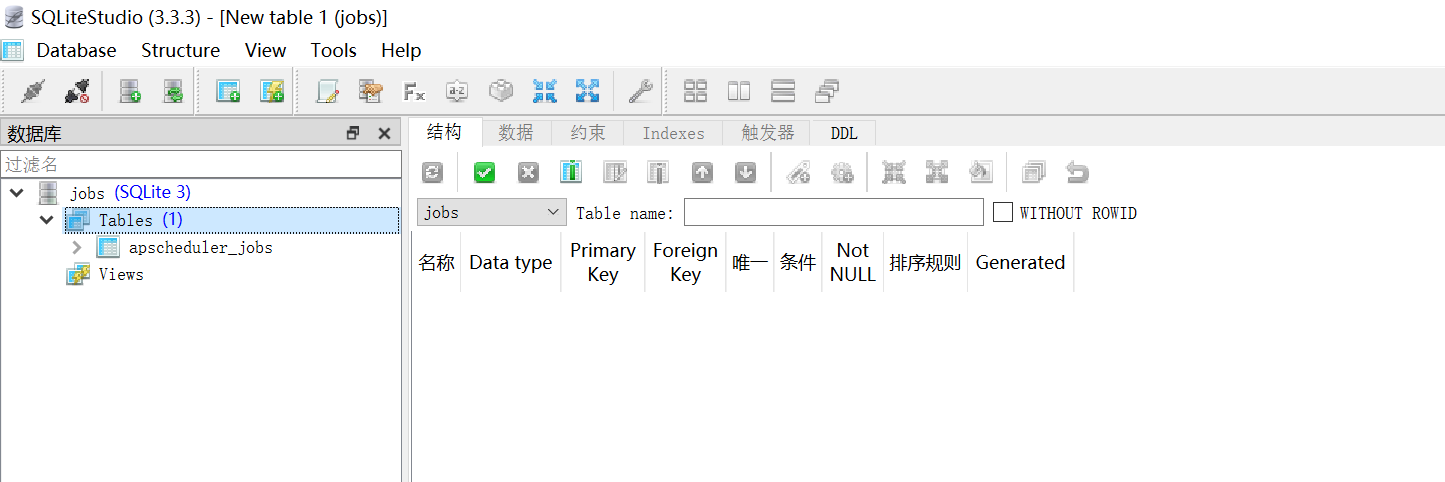 SQLiteStudio (3.3.3) - [New table 1 (jobs)]
Database Structure View Tools Help
数据库
过滤名
jobs (SQLite 3)
Tables (1)
apscheduler_jobs
Views
结构 数据 约束 Indexes 触发器 DDL
jobs Table name: WITHOUT ROWID
名称 Data type Primary Key Foreign Key 唯一 条件 Not NULL 排序规则 Generated